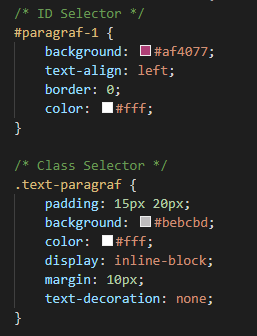 /* ID Selector */
#paragraf-1 {
    background: #af4077;
    text-align: left;
    border: 0;
    color: #fff;
}

/* Class Selector */
.text-paragraf {
    padding: 15px 20px;
    background: #bebcbd;
    color: #fff;
    display: inline-block;
    margin: 10px;
    text-decoration: none;
}